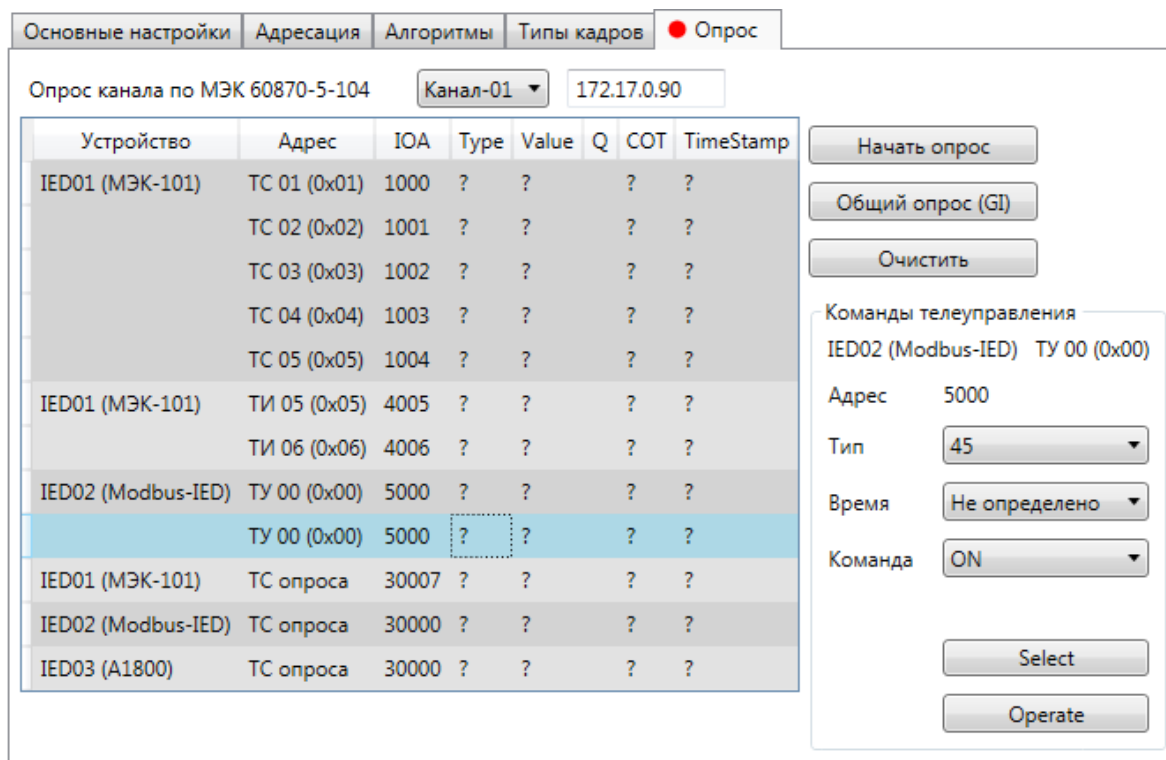 Основные настройки Адресация Алгоритмы Типы кадров Опрос
Опрос канала по МЭК 60870-5-104 Канал-01 172.17.0.90
Устройство Адрес IOA Type Value Q COT TimeStamp
IED01 (МЭК-101) ТС 01 (0x01) 1000 ? ? ? ?
ТС 02 (0x02) 1001 ? ? ? ?
ТС 03 (0x03) 1002 ? ? ? ?
ТС 04 (0x04) 1003 ? ? ? ?
ТС 05 (0x05) 1004 ? ? ? ?
IED01 (МЭК-101) ТИ 05 (0x05) 4005 ? ? ? ?
ТИ 06 (0x06) 4006 ? ? ? ?
IED02 (Modbus-IED) ТУ 00 (0x00) 5000 ? ? ? ?
ТУ 00 (0x00) 5000 ? ? ? ?
IED01 (МЭК-101) ТС опроса 30007 ? ? ? ?
IED02 (Modbus-IED) ТС опроса 30000 ? ? ? ?
IED03 (A1800) ТС опроса 30000 ? ? ? ?
Начать опрос
Общий опрос (GI)
Очистить
Команды телеуправления
IED02 (Modbus-IED) ТУ 00 (0x00)
Адрес 5000
Тип 45
Время Не определено
Команда ON
Select
Operate